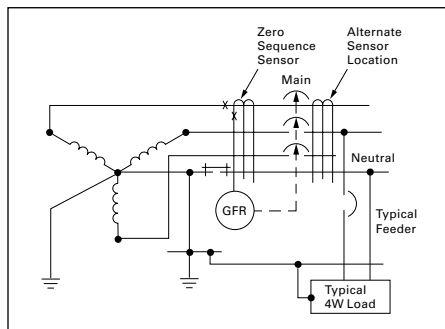 Zero
Sequence
Sensor
Alternate
Sensor
Location
Main
Neutral
GFR
Typical
Feeder
Typical
4W Load